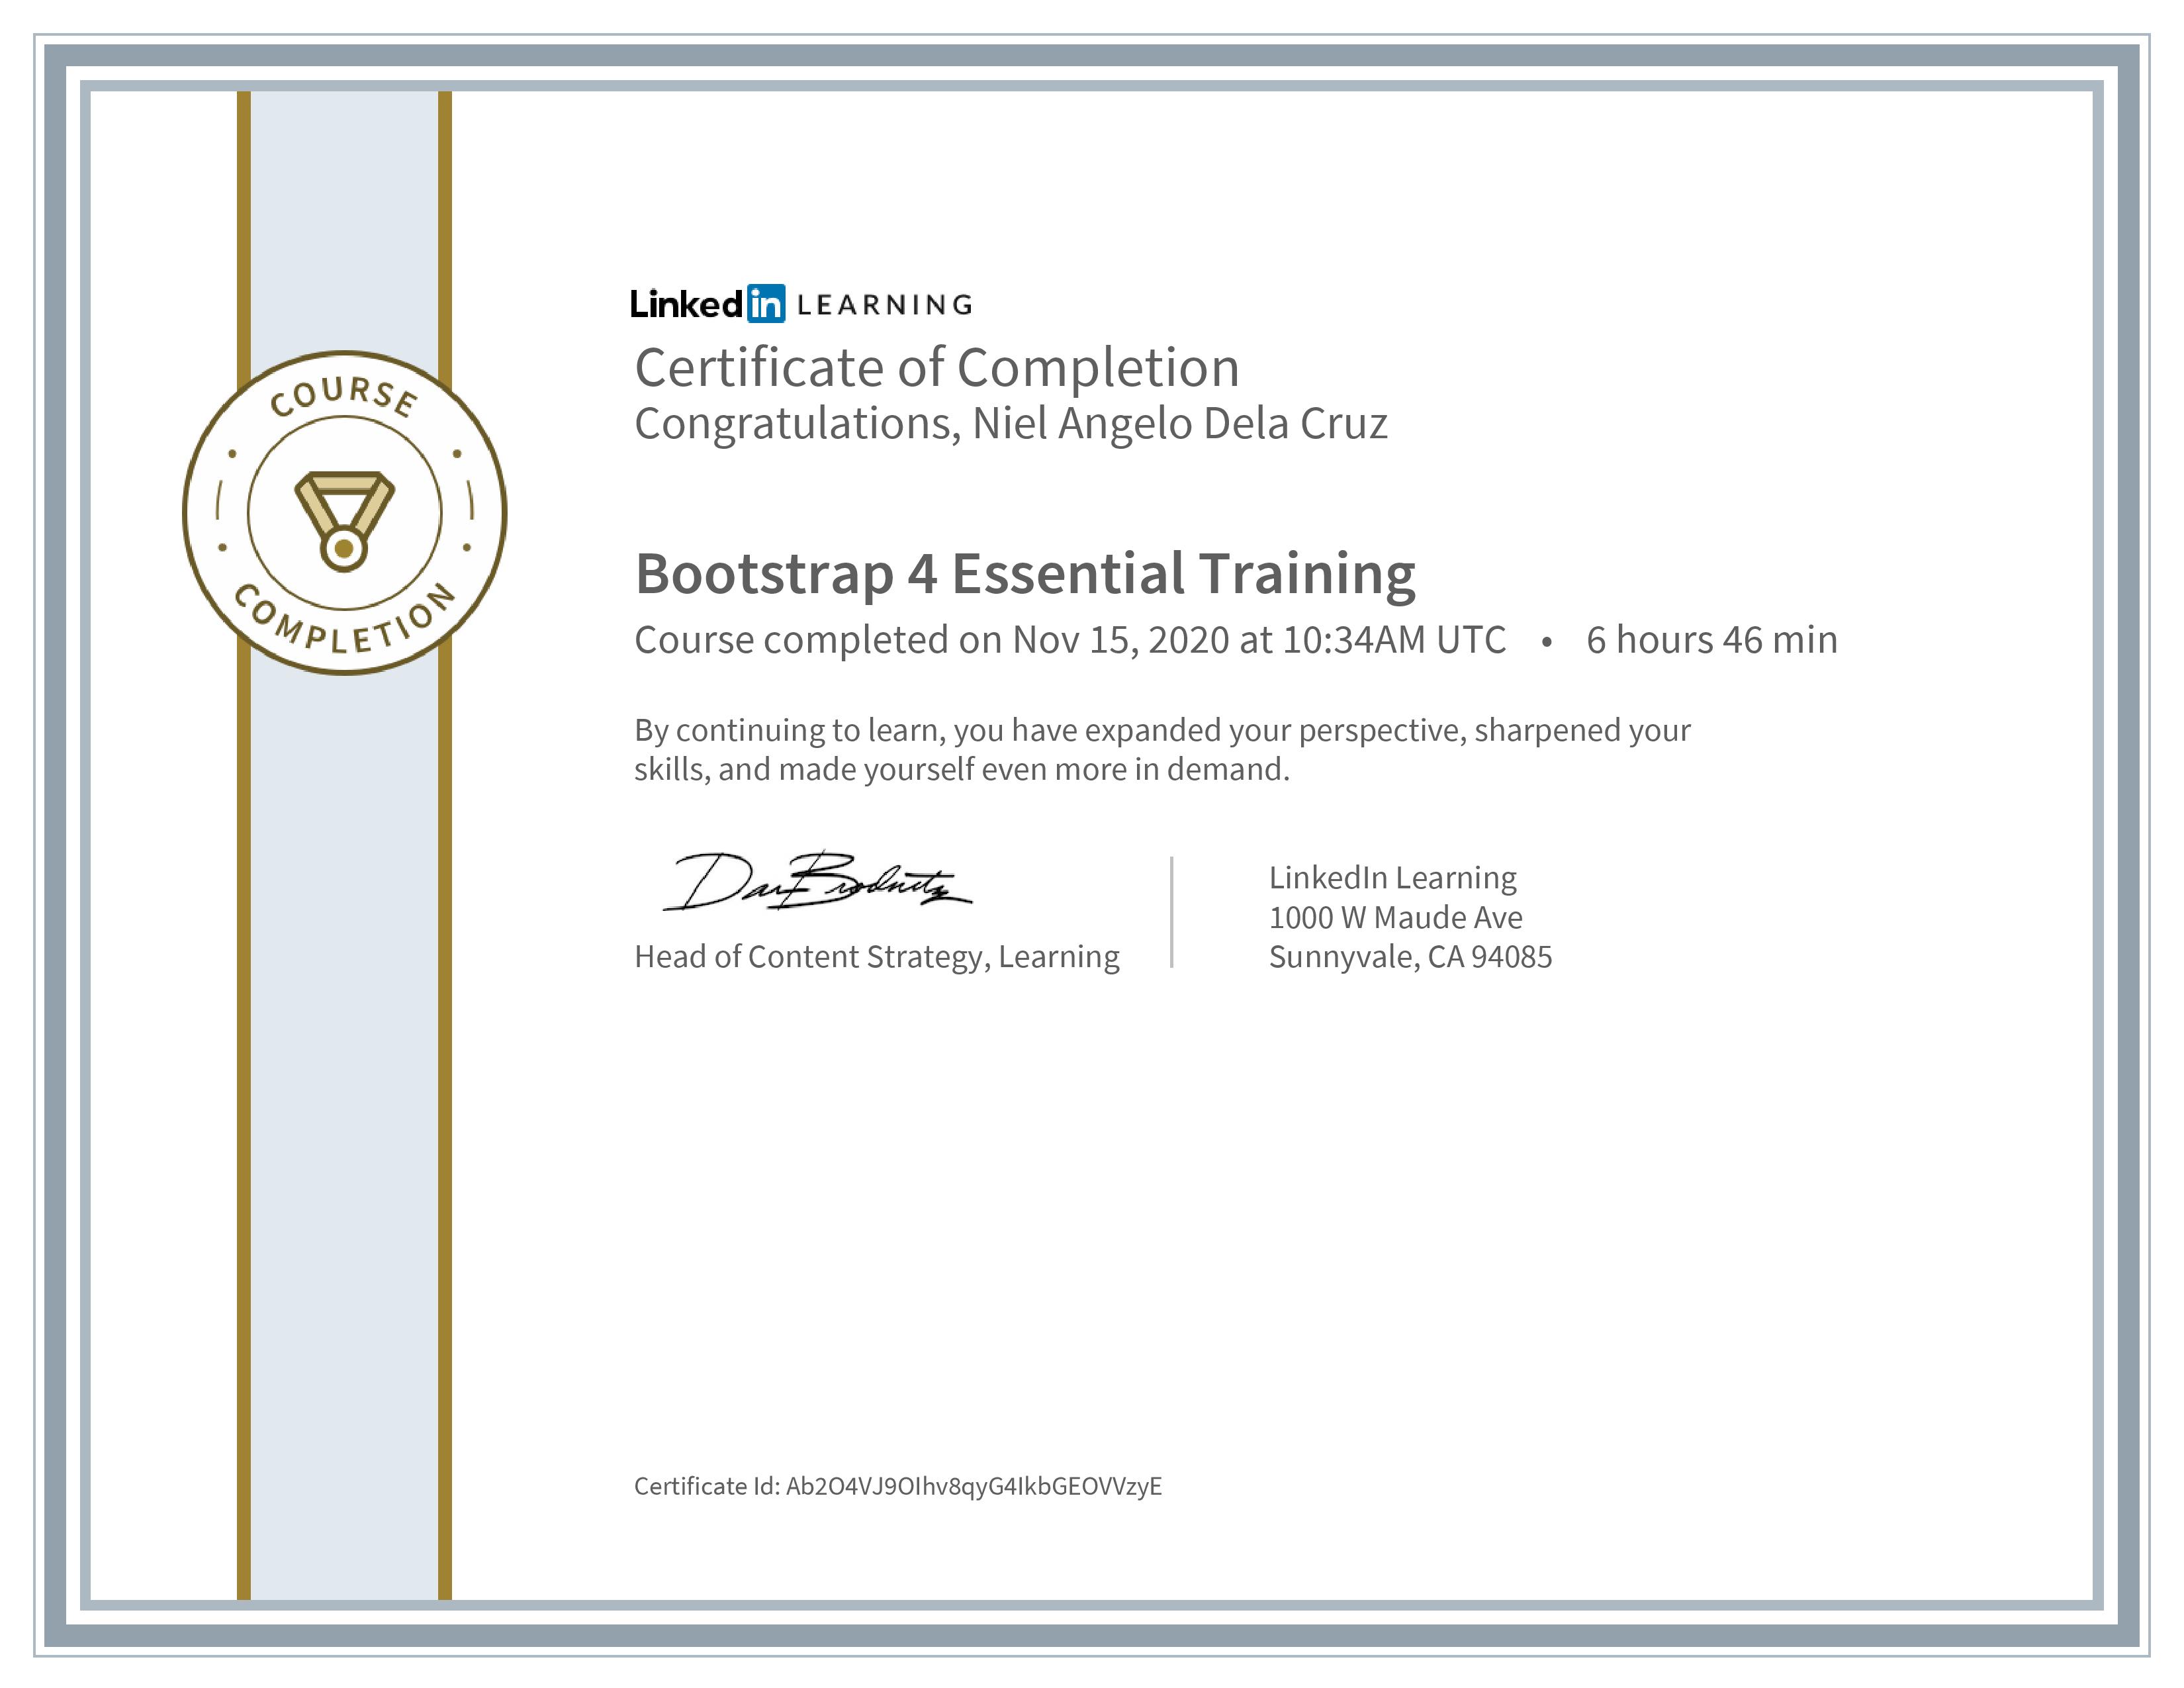 COURSE
COMPLETION
Linked in LEARNING
Certificate of Completion
Congratulations, Niel Angelo Dela Cruz
Bootstrap 4 Essential Training
Course completed on Nov 15, 2020 at 10:34AM UTC • 6 hours 46 min
By continuing to learn, you have expanded your perspective, sharpened your
skills, and made yourself even more in demand.
Head of Content Strategy, Learning
LinkedIn Learning
1000 W Maude Ave
Sunnyvale, CA 94085
Certificate Id: Ab2O4VJ9OIhv8qyG4IkbGEOVVzyE